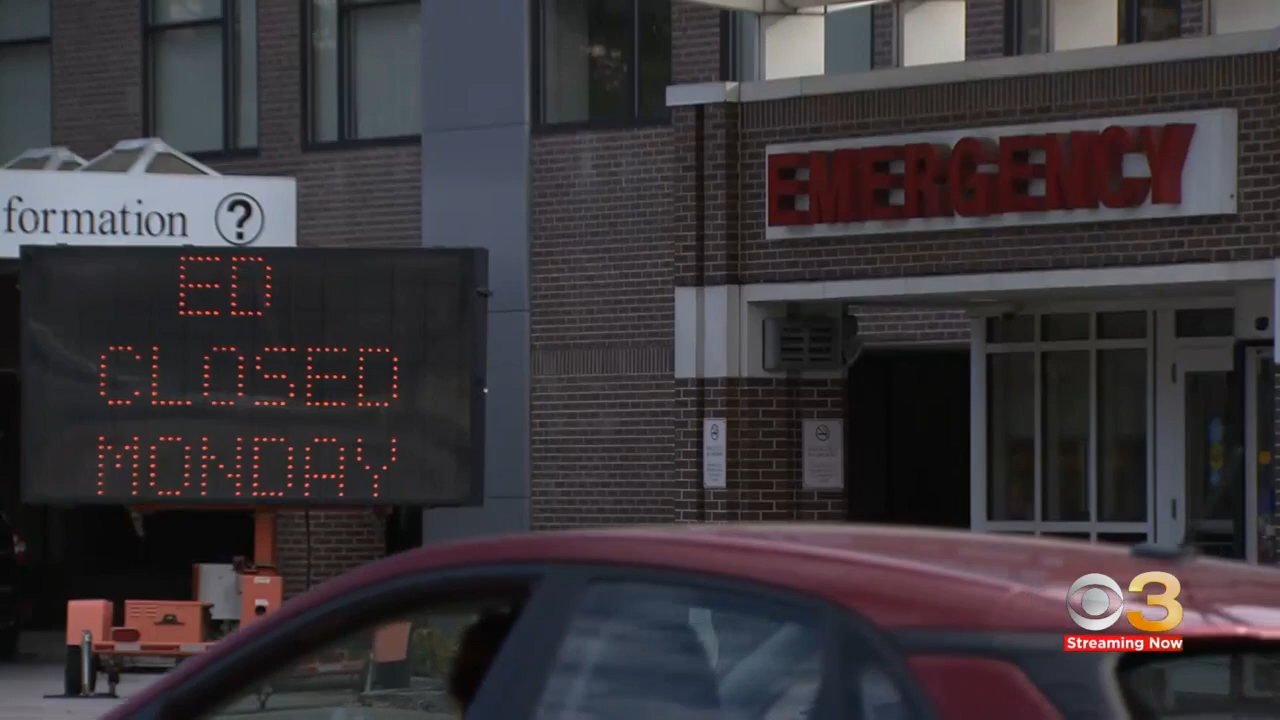 formation ?
ED
CLOSED
MONDAY
EMERGENCY
3
Streaming Now